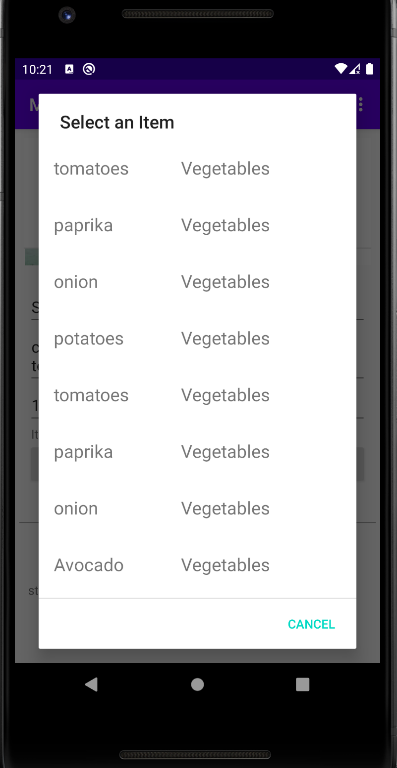 10:21
M
Select an Item
tomatoes Vegetables
paprika Vegetables
onion Vegetables
potatoes Vegetables
tomatoes Vegetables
paprika Vegetables
onion Vegetables
Avocado Vegetables
CANCEL